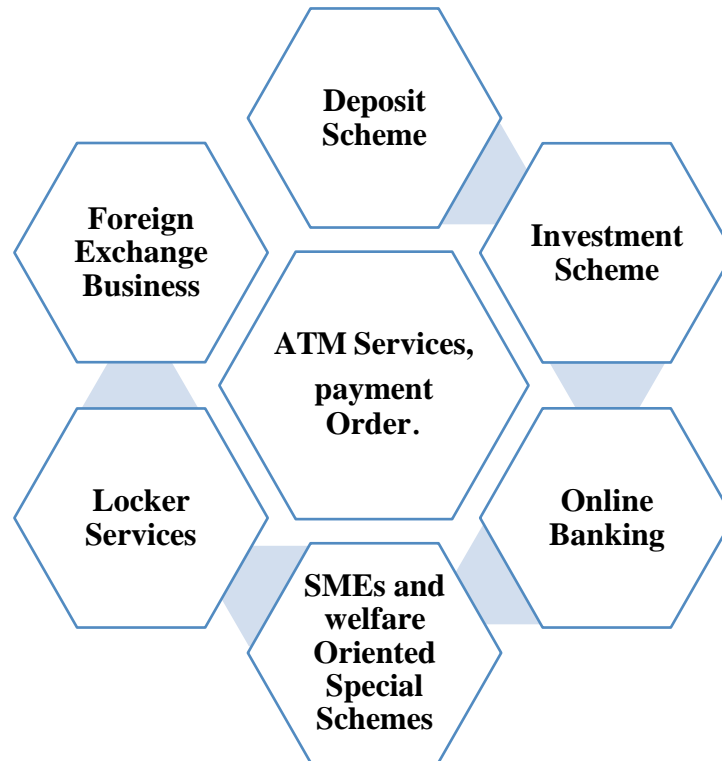 Deposit
Scheme
Foreign
Exchange
Business
Investment
Scheme
ATM Services,
payment
Order.
Locker
Services
Online
Banking
SMEs and
welfare
Oriented
Special
Schemes